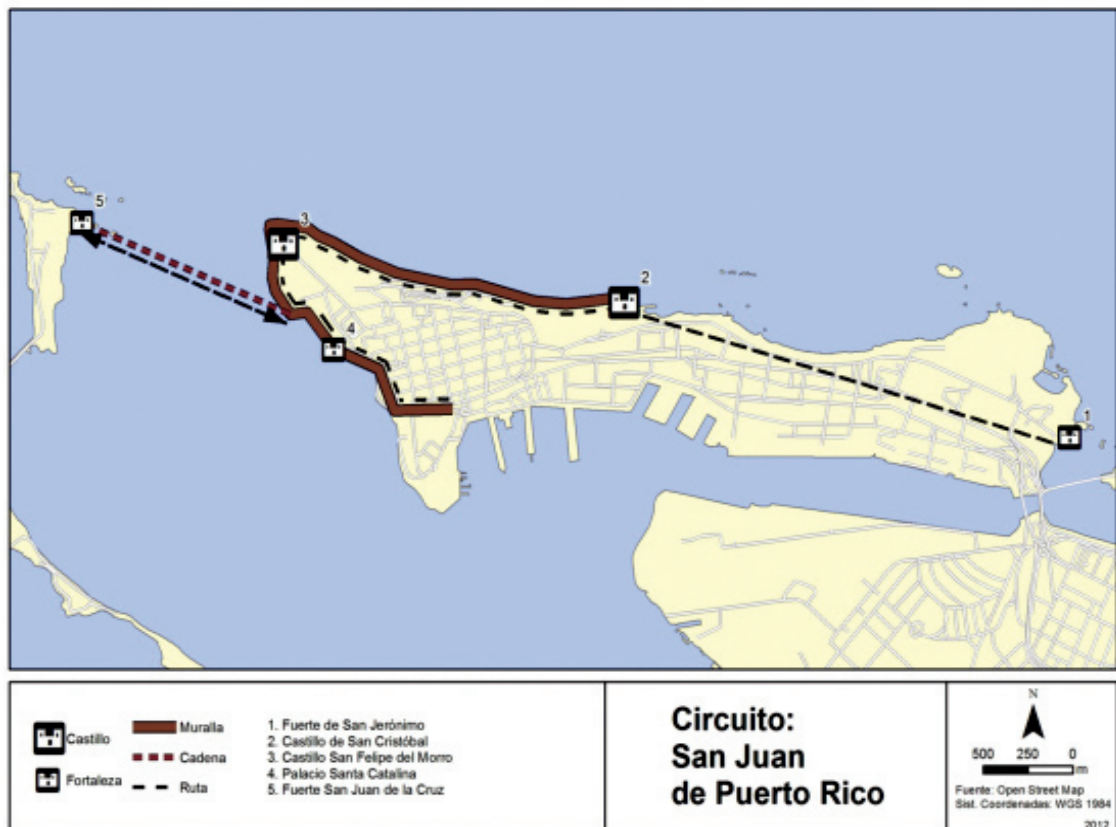 5
3
2
4
1
Castillo
Fortaleza
Muralla
Cadena
Ruta
1. Fuerte de San Jerónimo
2. Castillo de San Cristóbal
3. Castillo San Felipe del Morro
4. Palacio Santa Catalina
5. Fuerte San Juan de la Cruz
Circuito:
San Juan
de Puerto Rico
N
500 250 0
m
Fuente: Open Street Map
Sist. Coordenadas: WGS 1984
2012